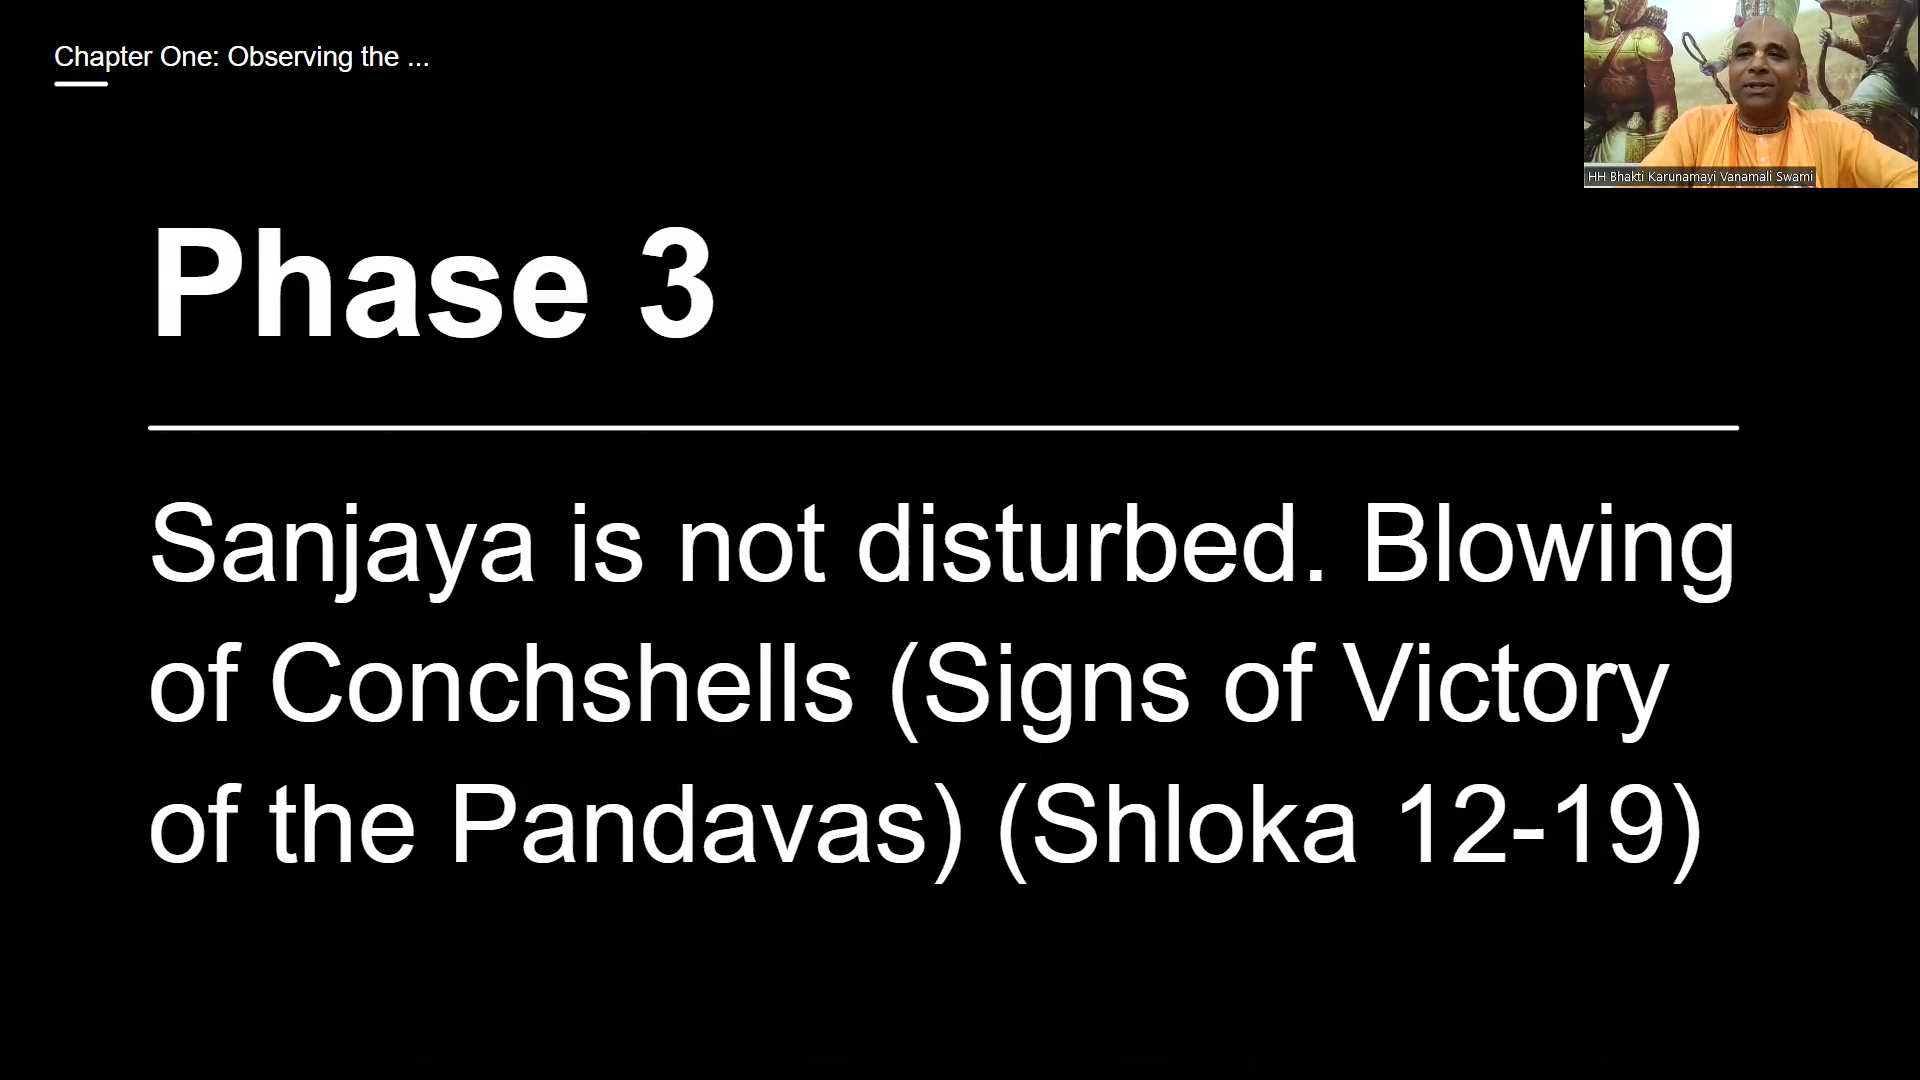 Chapter One: Observing the ...
HH Bhakti Karunamayi Vanamali Swami
Phase 3
Sanjaya is not disturbed. Blowing
of Conchshells (Signs of Victory
of the Pandavas) (Shloka 12-19)